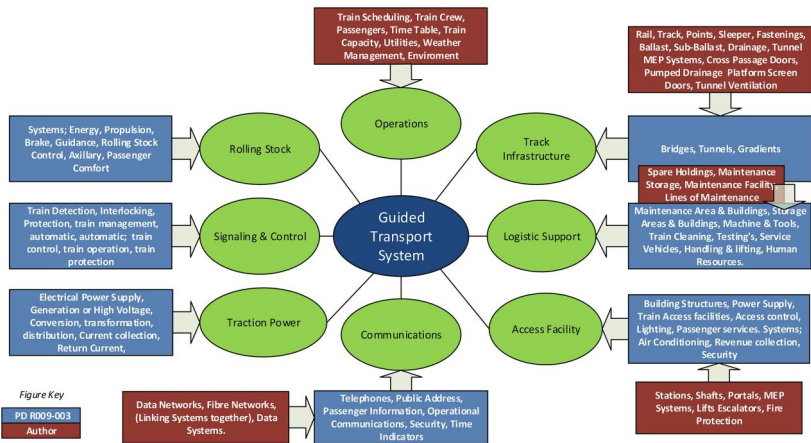 Train Scheduling, Train Crew,
Passengers, Time Table, Train
Capacity, Utilities, Weather
Management, Enviroment
Rail, Track, Points, Sleeper, Fastenings,
Ballast, Sub-Ballast, Drainage, Tunnel
MEP Systems, Cross Passage Doors,
Pumped Drainage Platform Screen
Doors, Tunnel Ventilation
Operations
Systems; Energy, Propulsion,
Brake, Guidance, Rolling Stock
Control, Axillary, Passenger
Comfort
Rolling Stock
Track
Infrastructure
Bridges, Tunnels, Gradients
Spare Holdings, Maintenance
Storage, Maintenance Facility
Lines of Maintenance
Train Detection, Interlocking,
Protection, train management,
automatic, automatic; train
control, train operation, train
protection
Signaling & Control
Guided
Transport
System
Logistic Support
Maintenance Area & Buildings, Storage
Areas & Buildings, Machine & Tools,
Train Cleaning, Testing's, Service
Vehicles, Handling & lifting, Human
Resources.
Electrical Power Supply,
Generation or High Voltage,
Conversion, transformation,
distribution, Current collection,
Return Current,
Traction Power
Communications
Access Facility
Building Structures, Power Supply,
Train Access facilities, Access control,
Lighting, Passenger services. Systems;
Air Conditioning, Revenue collection,
Security
Figure Key
PD R009-003
Author
Data Networks, Fibre Networks,
(Linking Systems together), Data
Systems.
Telephones, Public Address,
Passenger Information, Operational
Communications, Security, Time
Indicators
Stations, Shafts, Portals, MEP
Systems, Lifts Escalators, Fire
Protection